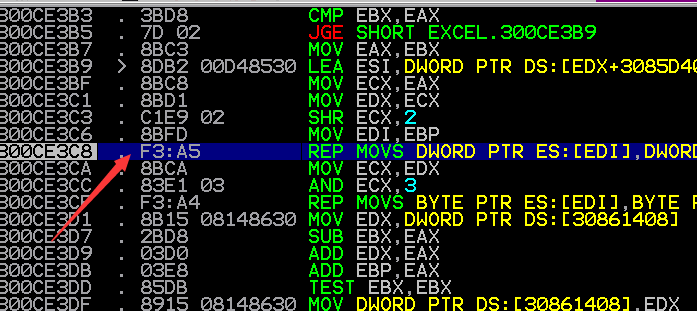 300CE3B3 . 3BD8 CMP EBX,EAX
300CE3B5 . 7D 02 JGE SHORT EXCEL.300CE3B9
300CE3B7 . 8BC3 MOV EAX,EBX
300CE3B9 > 8DB2 00D48530 LEA ESI,DWORD PTR DS:[EDX+3085D40
300CE3BF . 8BC8 MOV ECX,EAX
300CE3C1 . 8BD1 MOV EDX,ECX
300CE3C3 . C1E9 02 SHR ECX,2
300CE3C6 . 8BFD MOV EDI,EBP
300CE3C8 . F3:A5 REP MOVS DWORD PTR ES:[EDI],DWORD
300CE3CA . 8BCA MOV ECX,EDX
300CE3CC . 83E1 03 AND ECX,3
300CE3CF . F3:A4 REP MOVS BYTE PTR ES:[EDI],BYTE P
300CE3D1 . 8B15 08148630 MOV EDX,DWORD PTR DS:[30861408]
300CE3D7 . 2BD8 SUB EBX,EAX
300CE3D9 . 03D0 ADD EDX,EAX
300CE3DB . 03E8 ADD EBP,EAX
300CE3DD . 85DB TEST EBX,EBX
300CE3DF . 8915 08148630 MOV DWORD PTR DS:[30861408],EDX